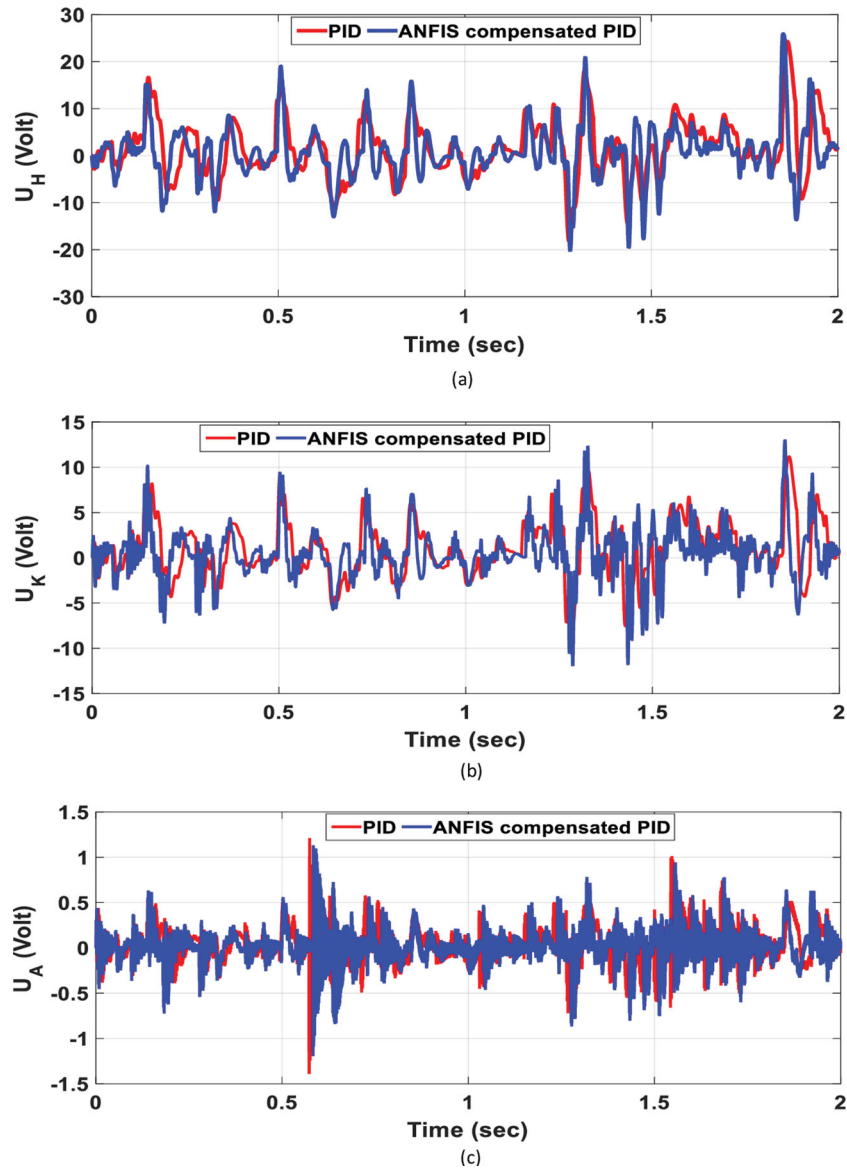 PID ANFIS compensated PID
U_H (Volt)
30
20
10
0
-10
-20
-30
0 0.5 1 1.5 2
Time (sec)
(a)
PID ANFIS compensated PID
U_K (Volt)
15
10
5
0
-5
-10
-15
0 0.5 1 1.5 2
Time (sec)
(b)
PID ANFIS compensated PID
U_A (Volt)
1.5
1
0.5
0
-0.5
-1
-1.5
0 0.5 1 1.5 2
Time (sec)
(c)